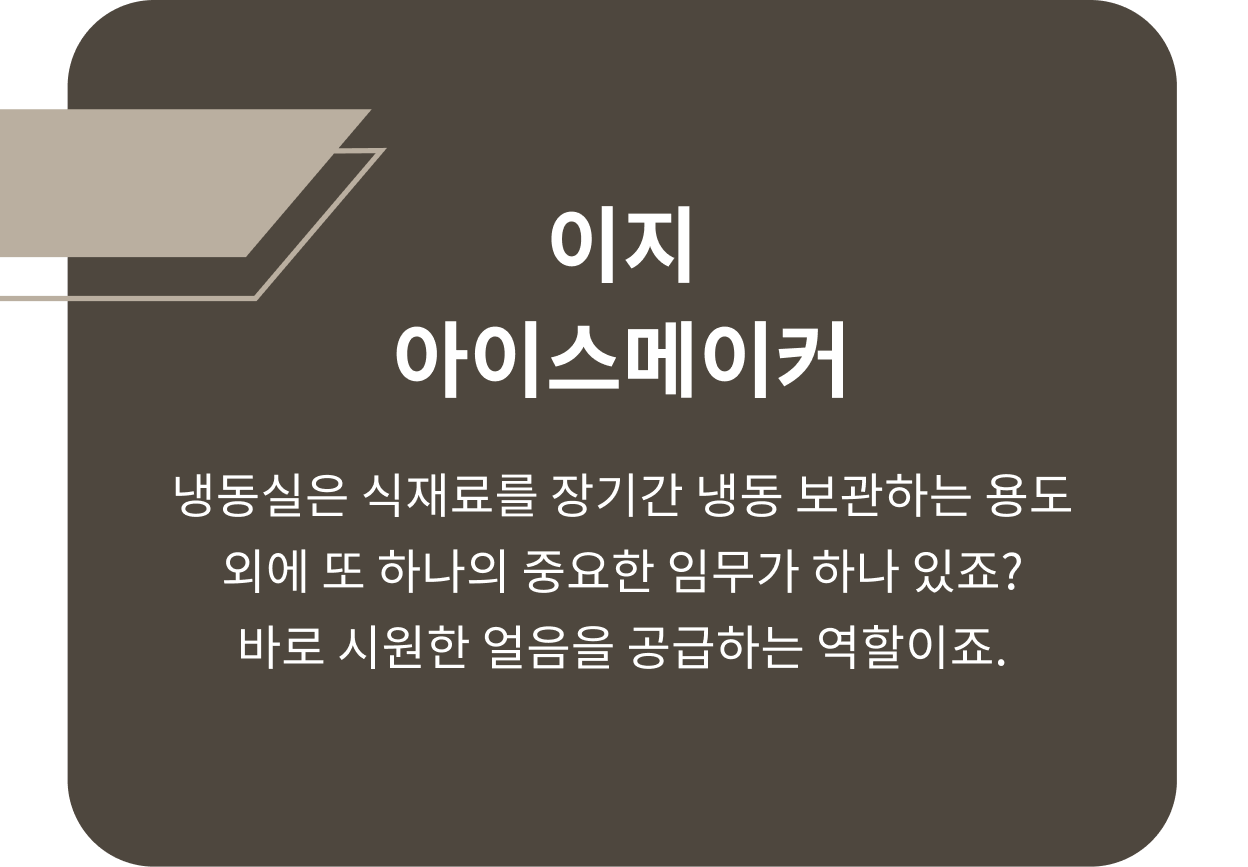 이지
아이스메이커
냉동실은 식재료를 장기간 냉동 보관하는 용도
외에 또 하나의 중요한 임무가 하나 있죠?
바로 시원한 얼음을 공급하는 역할이죠.